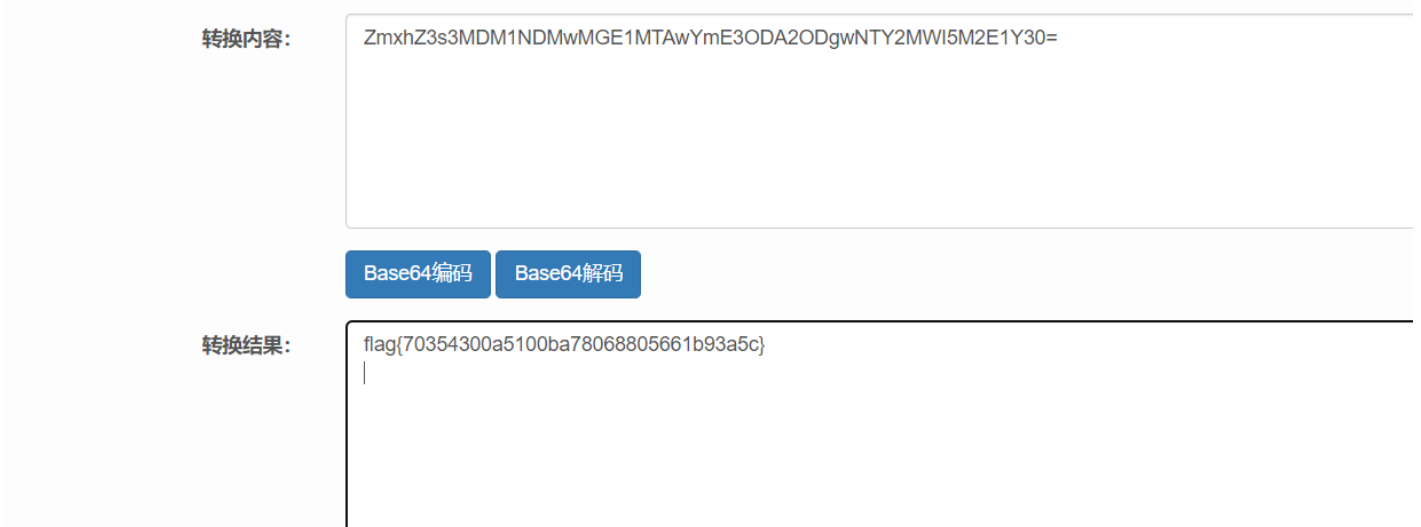 转换内容: ZmxhZ3s3MDM1NDMwMGE1MTAwYmE3ODA2ODgwNTY2MWI5M2E1Y30=
Base64编码 Base64解码
转换结果: flag{70354300a5100ba78068805661b93a5c}